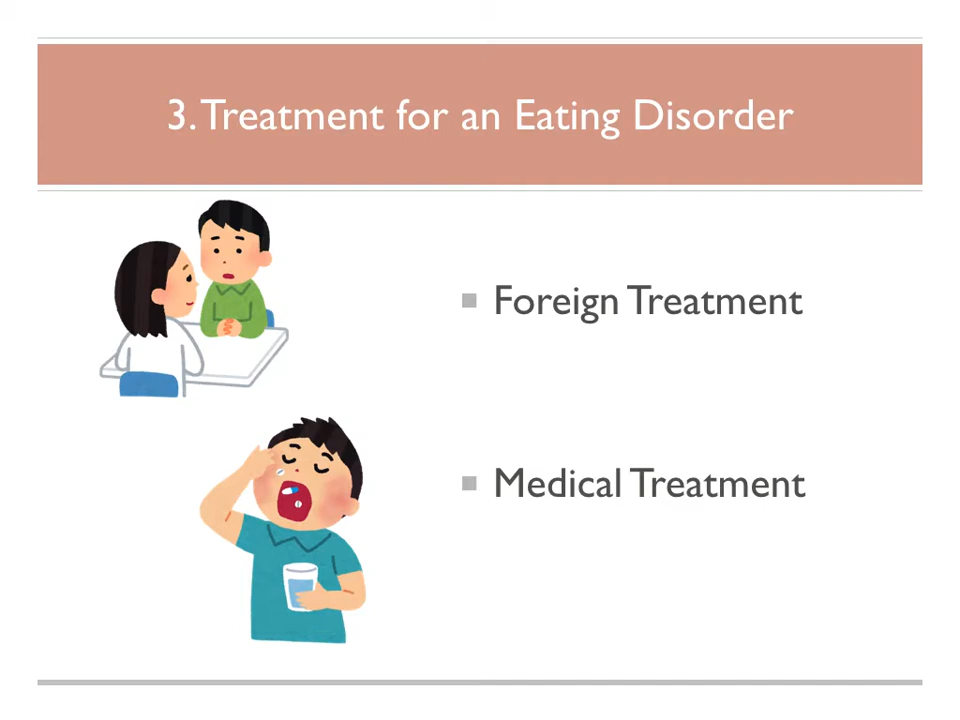 3. Treatment for an Eating Disorder
Foreign Treatment
Medical Treatment